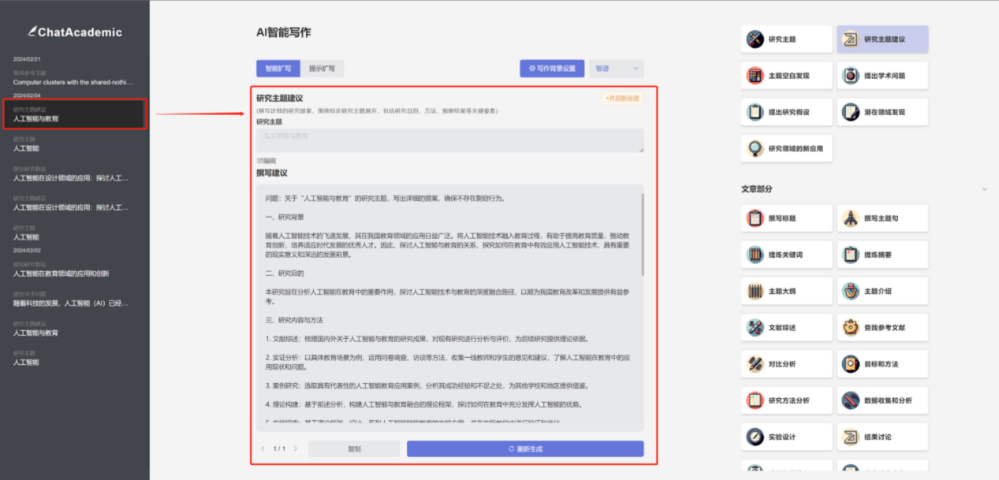 ChatAcademic
2024/02/21
查找参考文献
Computer clusters with the shared-nothi...
2024/02/04
研究主题建议
人工智能与教育
研究主题
人工智能
提出研究假设
人工智能在设计领域的应用：探讨人工...
研究主题建议
人工智能在设计领域的应用：探讨人工...
研究主题
人工智能
2024/02/02
提出研究假设
人工智能在教育领域的应用和创新
提出学术问题
随着科技的发展，人工智能（AI）已经...
研究主题建议
人工智能与教育
研究主题
人工智能
AI智能写作
智能扩写
提示扩写
写作背景设置
智谱
研究主题建议
+开启新会话
(撰写详细的研究提案，围绕特定研究主题展开，包括研究目的、方法、预期结果等关键要素)
研究主题
人工智能与教育
编辑
撰写建议
问题：关于“人工智能与教育”的研究主题，写出详细的提案，确保不存在剽窃行为。
一、研究背景
随着人工智能技术的飞速发展，其在我国教育领域的应用日益广泛。将人工智能技术融入教育过程，有助于提高教育质量、推动教
育创新，培养适应时代发展的优秀人才。因此，探讨人工智能与教育的关系，探究如何在教育中有效应用人工智能技术，具有重要
的现实意义和深远的发展前景。
二、研究目的
本研究旨在分析人工智能在教育中的重要作用，探讨人工智能技术与教育的深度融合路径，以期为我国教育改革和发展提供有益参
考。
三、研究内容与方法
1. 文献综述：梳理国内外关于人工智能与教育的研究成果，对现有研究进行分析与评价，为后续研究提供理论依据。
2. 实证分析：以具体教育场景为例，运用问卷调查、访谈等方法，收集一线教师和学生的意见和建议，了解人工智能在教育中的应
用现状和问题。
3. 案例研究：选取具有代表性的人工智能教育应用案例，分析其成功经验和不足之处，为其他学校和地区提供借鉴。
4. 理论构建：基于前述分析，构建人工智能与教育融合的理论框架，探讨如何在教育中充分发挥人工智能的优势。
1 / 1
复制
重新生成
研究主题
研究主题建议
主题空白发现
提出学术问题
提出研究假设
潜在领域发现
研究领域的新应用
文章部分
撰写标题
撰写主题句
提炼关键词
提炼摘要
主题大纲
主题介绍
文献综述
查找参考文献
对比分析
目标和方法
研究方法分析
数据收集和分析
实验设计
结果讨论